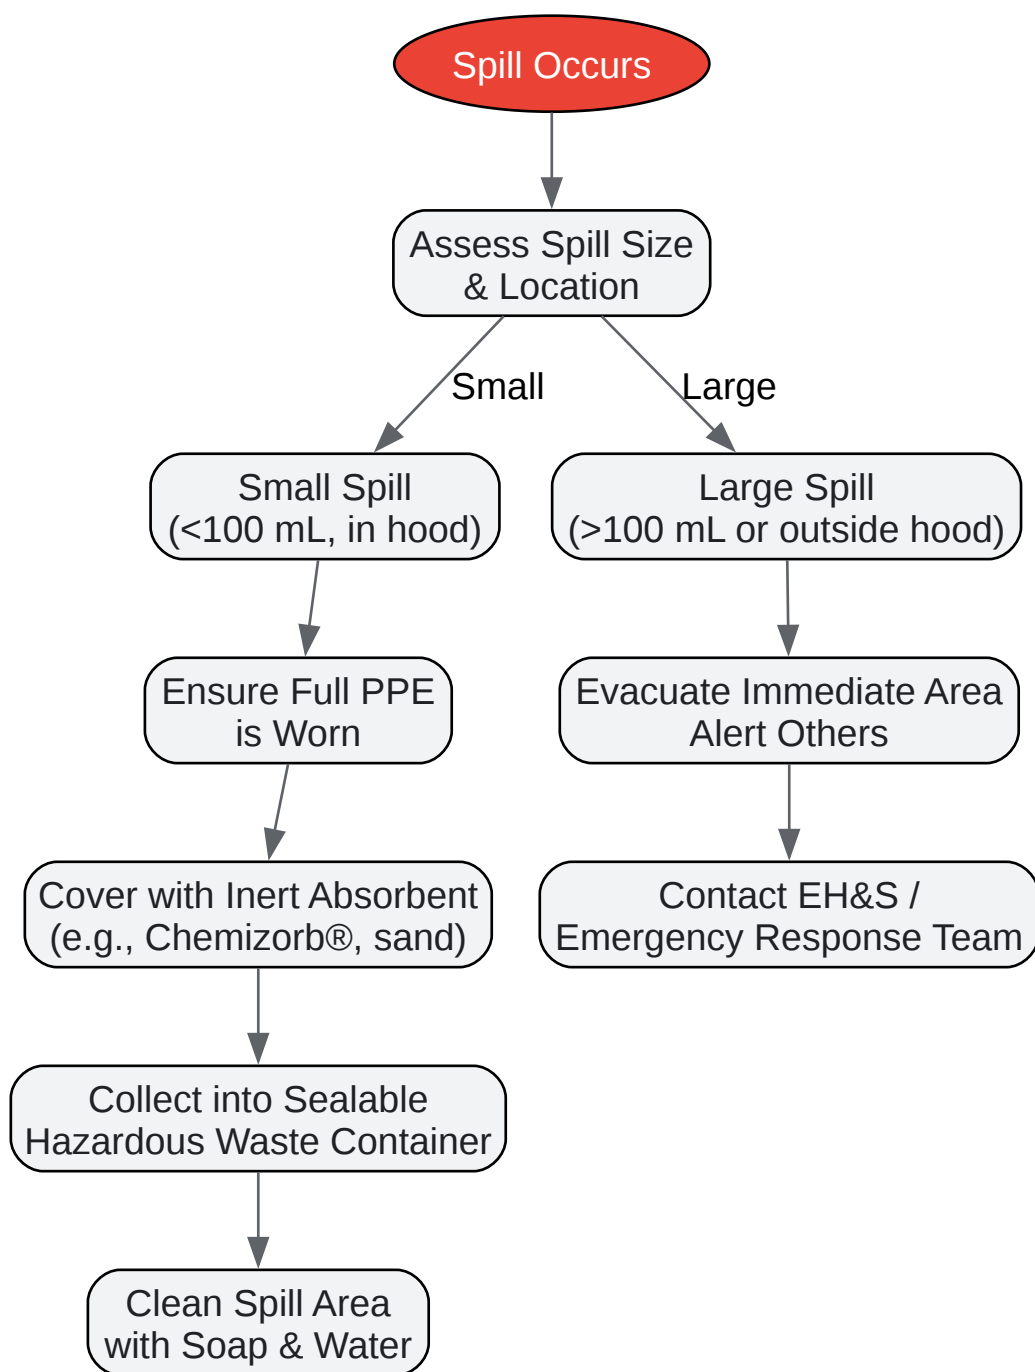 Spill Occurs
Assess Spill Size
& Location
Small
Large
Small Spill
(<100 mL, in hood)
Large Spill
(>100 mL or outside hood)
Ensure Full PPE
is Worn
Evacuate Immediate Area
Alert Others
Cover with Inert Absorbent
(e.g., Chemizorb®, sand)
Contact EH&S /
Emergency Response Team
Collect into Sealable
Hazardous Waste Container
Clean Spill Area
with Soap & Water